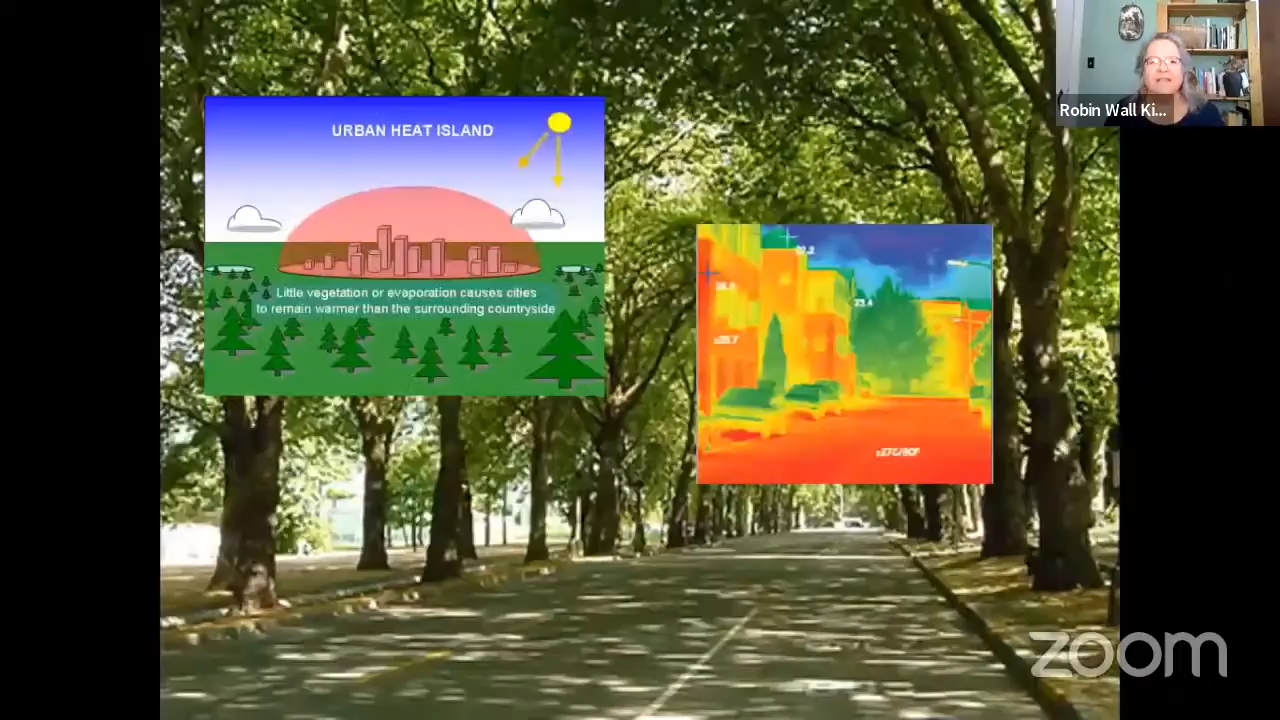 URBAN HEAT ISLAND
Little vegetation or evaporation causes cities
to remain warmer than the surrounding countryside
Robin Wall Ki...
zoom